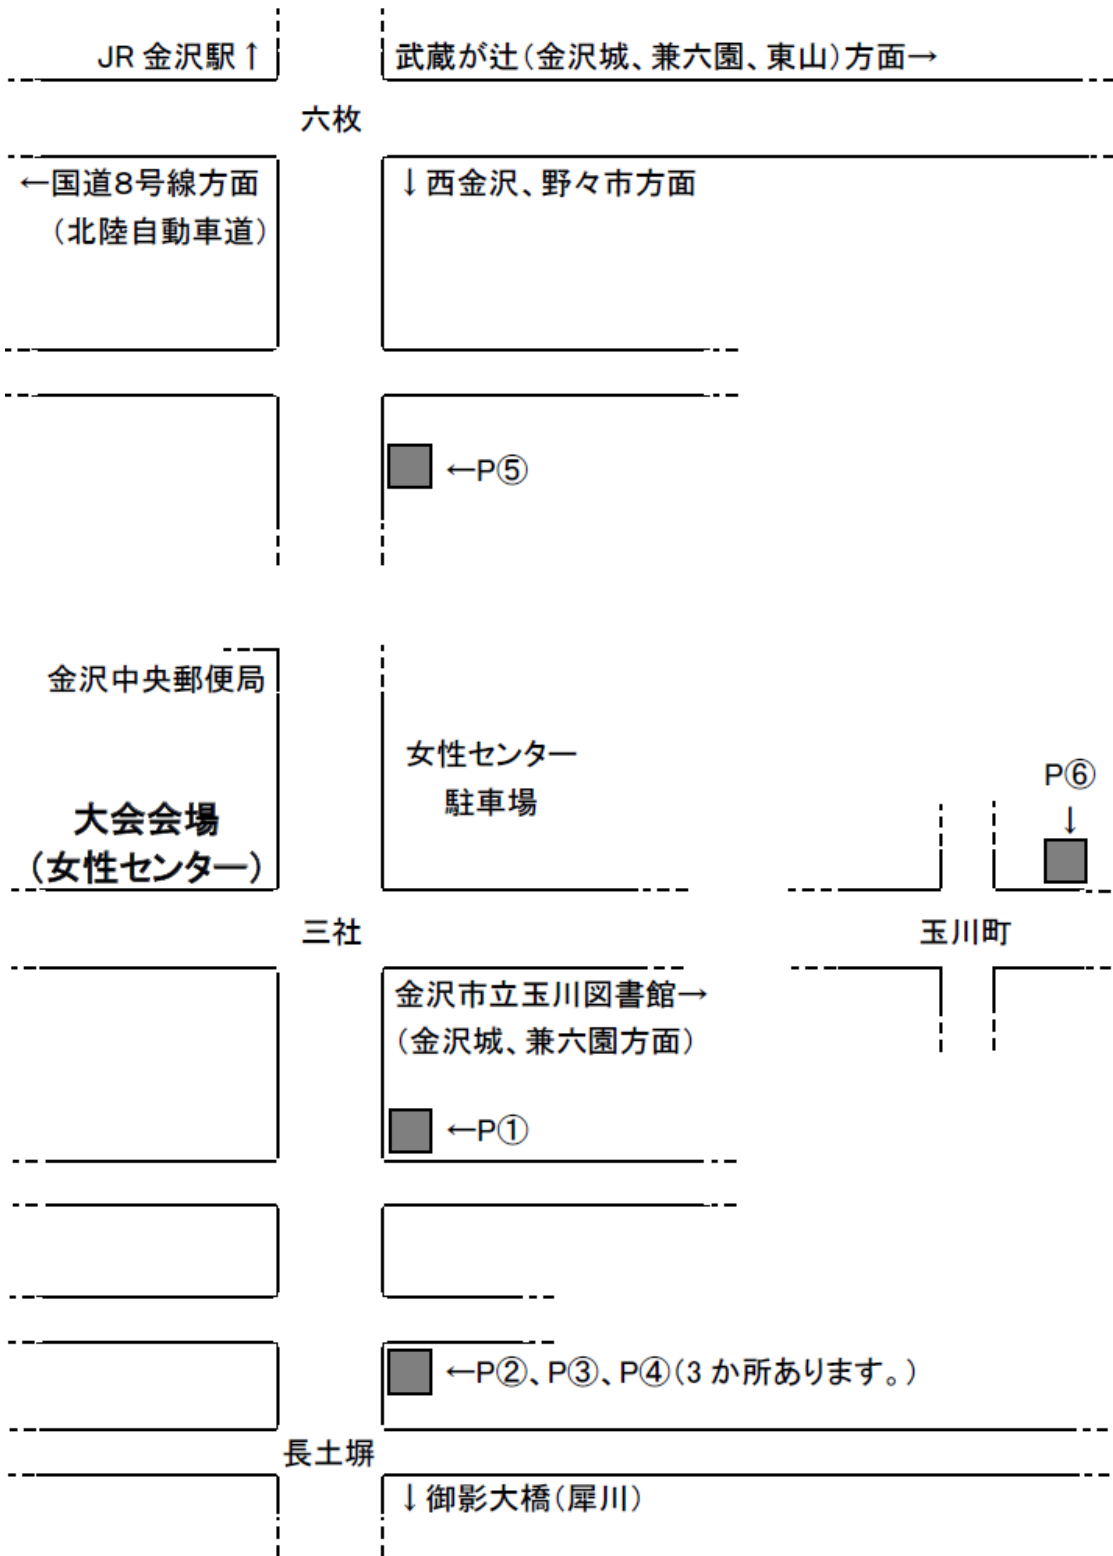 JR 金沢駅↑
武蔵が辻(金沢城、兼六園、東山)方面→
六枚
←国道8号線方面
(北陸自動車道)
↓西金沢、野々市方面
←P⑤
金沢中央郵便局
女性センター
駐車場
大会会場
(女性センター)
P⑥
↓
三社
玉川町
金沢市立玉川図書館→
(金沢城、兼六園方面)
←P①
←P②、P③、P④(3 か所あります。)
長土塀
↓御影大橋(犀川)